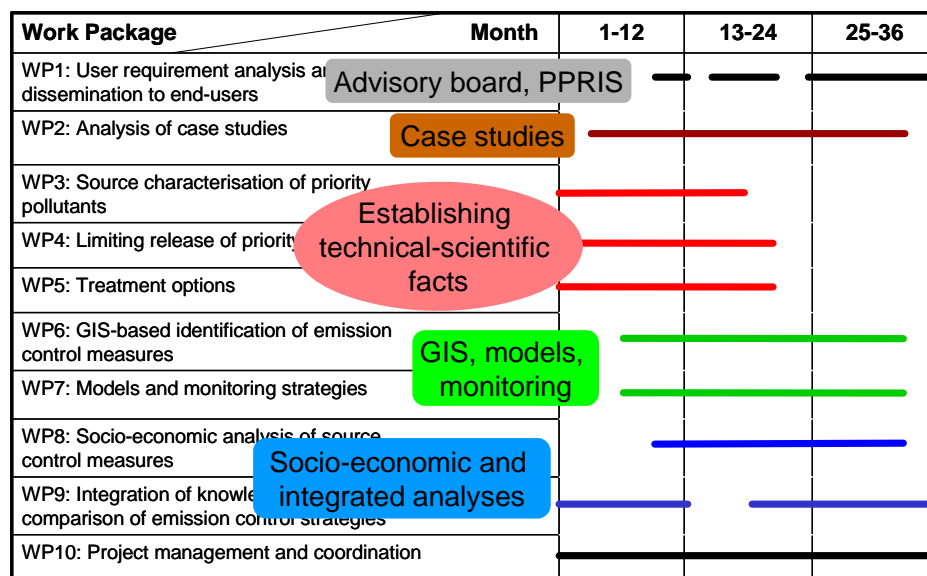 Work Package Month 1-12 13-24 25-36
WP1: User requirement analysis
dissemination to end-users
Advisory board, PPRIS
WP2: Analysis of case studies
Case studies
WP3: Source characterisation of priority
pollutants
WP4: Limiting release of priority
Establishing
technical-scientific
facts
WP5: Treatment options
WP6: GIS-based identification of emission
control measures
GIS, models,
monitoring
WP7: Models and monitoring strategies
WP8: Socio-economic analysis of source
control measures
Socio-economic and
integrated analyses
WP9: Integration of
comparison of emission control strategies
WP10: Project management and coordination